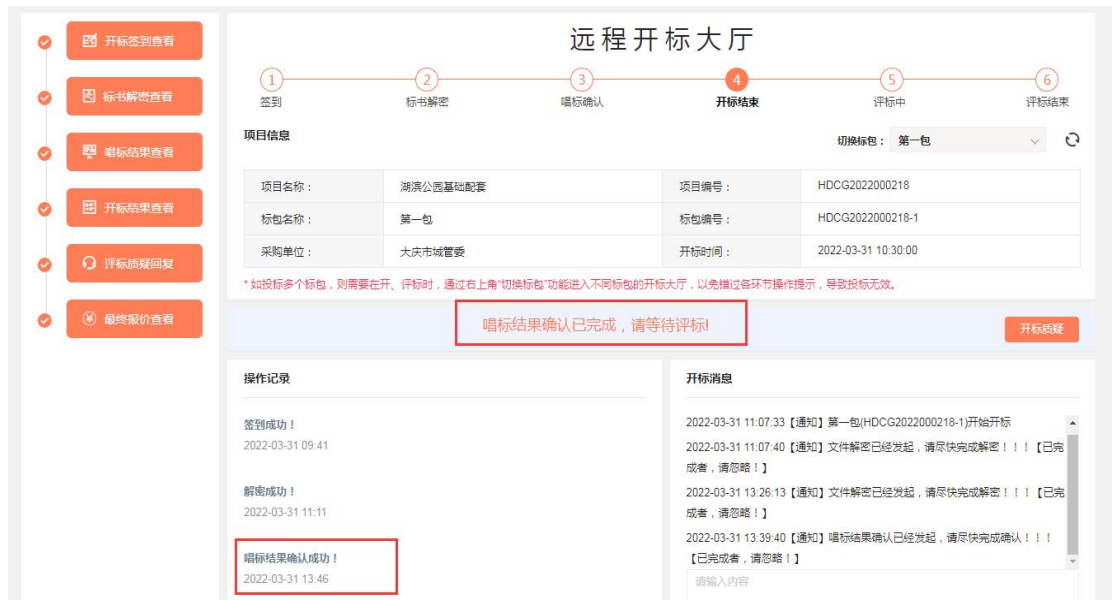 开标签到查看
标书解密查看
唱标结果查看
开标结果查看
评标质疑回复
最终报价查看
远程开标大厅
1 2 3 4 5 6
签到 标书解密 唱标确认 开标结束 评标中 评标结束
项目信息 切换标包： 第一包
项目名称： 湖滨公园基础配套 项目编号： HDCG2022000218
标包名称： 第一包 标包编号： HDCG2022000218-1
采购单位： 大庆市城管委 开标时间： 2022-03-31 10:30:00
* 如投标多个标包，则需要在开、评标时，通过右上角“切换标包”功能进入不同标包的开标大厅，以免错过各环节操作提示，导致投标无效。
唱标结果确认已完成，请等待评标!
开标质疑
操作记录
签到成功！
2022-03-31 09:41
解密成功！
2022-03-31 11:11
唱标结果确认成功！
2022-03-31 13:46
开标消息
2022-03-31 11:07:33【通知】第一包(HDCG2022000218-1)开始开标
2022-03-31 11:07:40【通知】文件解密已经发起，请尽快完成解密！！！【已完
成者，请忽略！】
2022-03-31 13:26:13【通知】文件解密已经发起，请尽快完成解密！！！【已完
成者，请忽略！】
2022-03-31 13:39:40【通知】唱标结果确认已经发起，请尽快完成确认！！！
【已完成者，请忽略！】
请输入内容